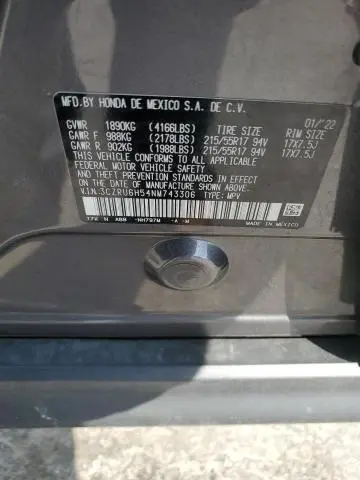 MFD.BY HONDA DE MEXICO S.A. DE C.V.
01/'22
GVWR 1890KG (4166LBS) TIRE SIZE RIM SIZE
GAWR F 988KG (2178LBS) 215/55R17 94V 17X7.5J
GAWR R 902KG (1988LBS) 215/55R17 94V 17X7.5J
THIS VEHICLE CONFORMS TO ALL APPLICABLE
FEDERAL MOTOR VEHICLE SAFETY
STANDARDS IN EFFECT ON THE DATE OF
MANUFACTURE SHOWN ABOVE.
V.I.N:3CZRU6H54NM743306 TYPE: MPV
T7V N ABB -NH797M -A- M
MADE IN MEXICO